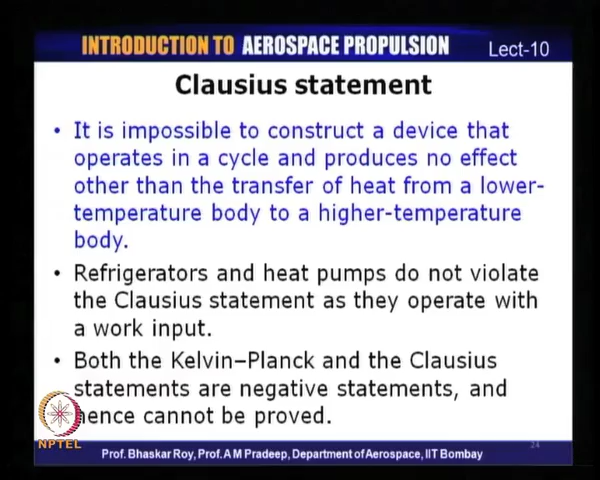 INTRODUCTION TO AEROSPACE PROPULSION Lect-10
Clausius statement
• It is impossible to construct a device that
operates in a cycle and produces no effect
other than the transfer of heat from a lower-
temperature body to a higher-temperature
body.
• Refrigerators and heat pumps do not violate
the Clausius statement as they operate with
a work input.
• Both the Kelvin–Planck and the Clausius
statements are negative statements, and
hence cannot be proved.
NPTEL
24
Prof. Bhaskar Roy, Prof. A M Pradeep, Department of Aerospace, IIT Bombay